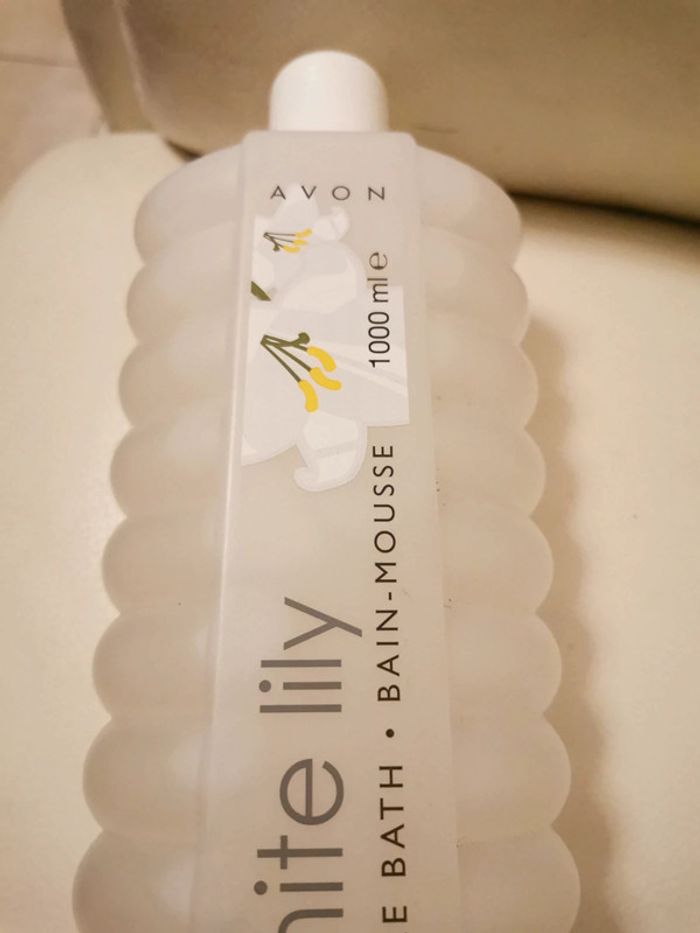 AVON
1000 ml e
hite lily
E BATH • BAIN-MOUSSE